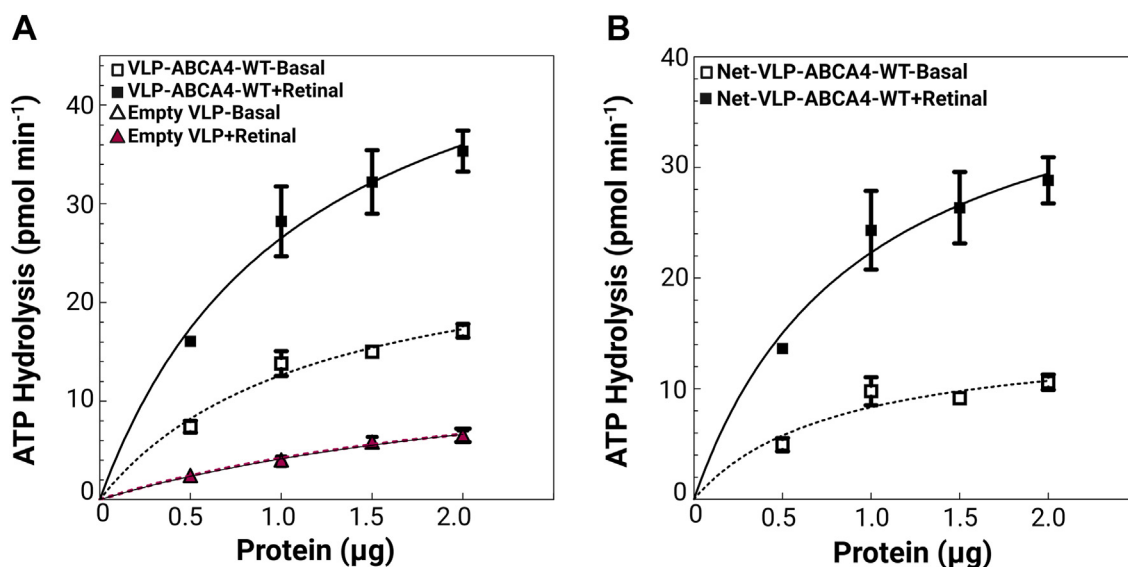 A
VLP-ABCA4-WT-Basal
VLP-ABCA4-WT+Retinal
Empty VLP-Basal
Empty VLP+Retinal
ATP Hydrolysis (pmol min⁻¹)
40
30
20
10
0
0 0.5 1.0 1.5 2.0
Protein (µg)
B
Net-VLP-ABCA4-WT-Basal
Net-VLP-ABCA4-WT+Retinal
ATP Hydrolysis (pmol min⁻¹)
40
30
20
10
0
0 0.5 1.0 1.5 2.0
Protein (µg)